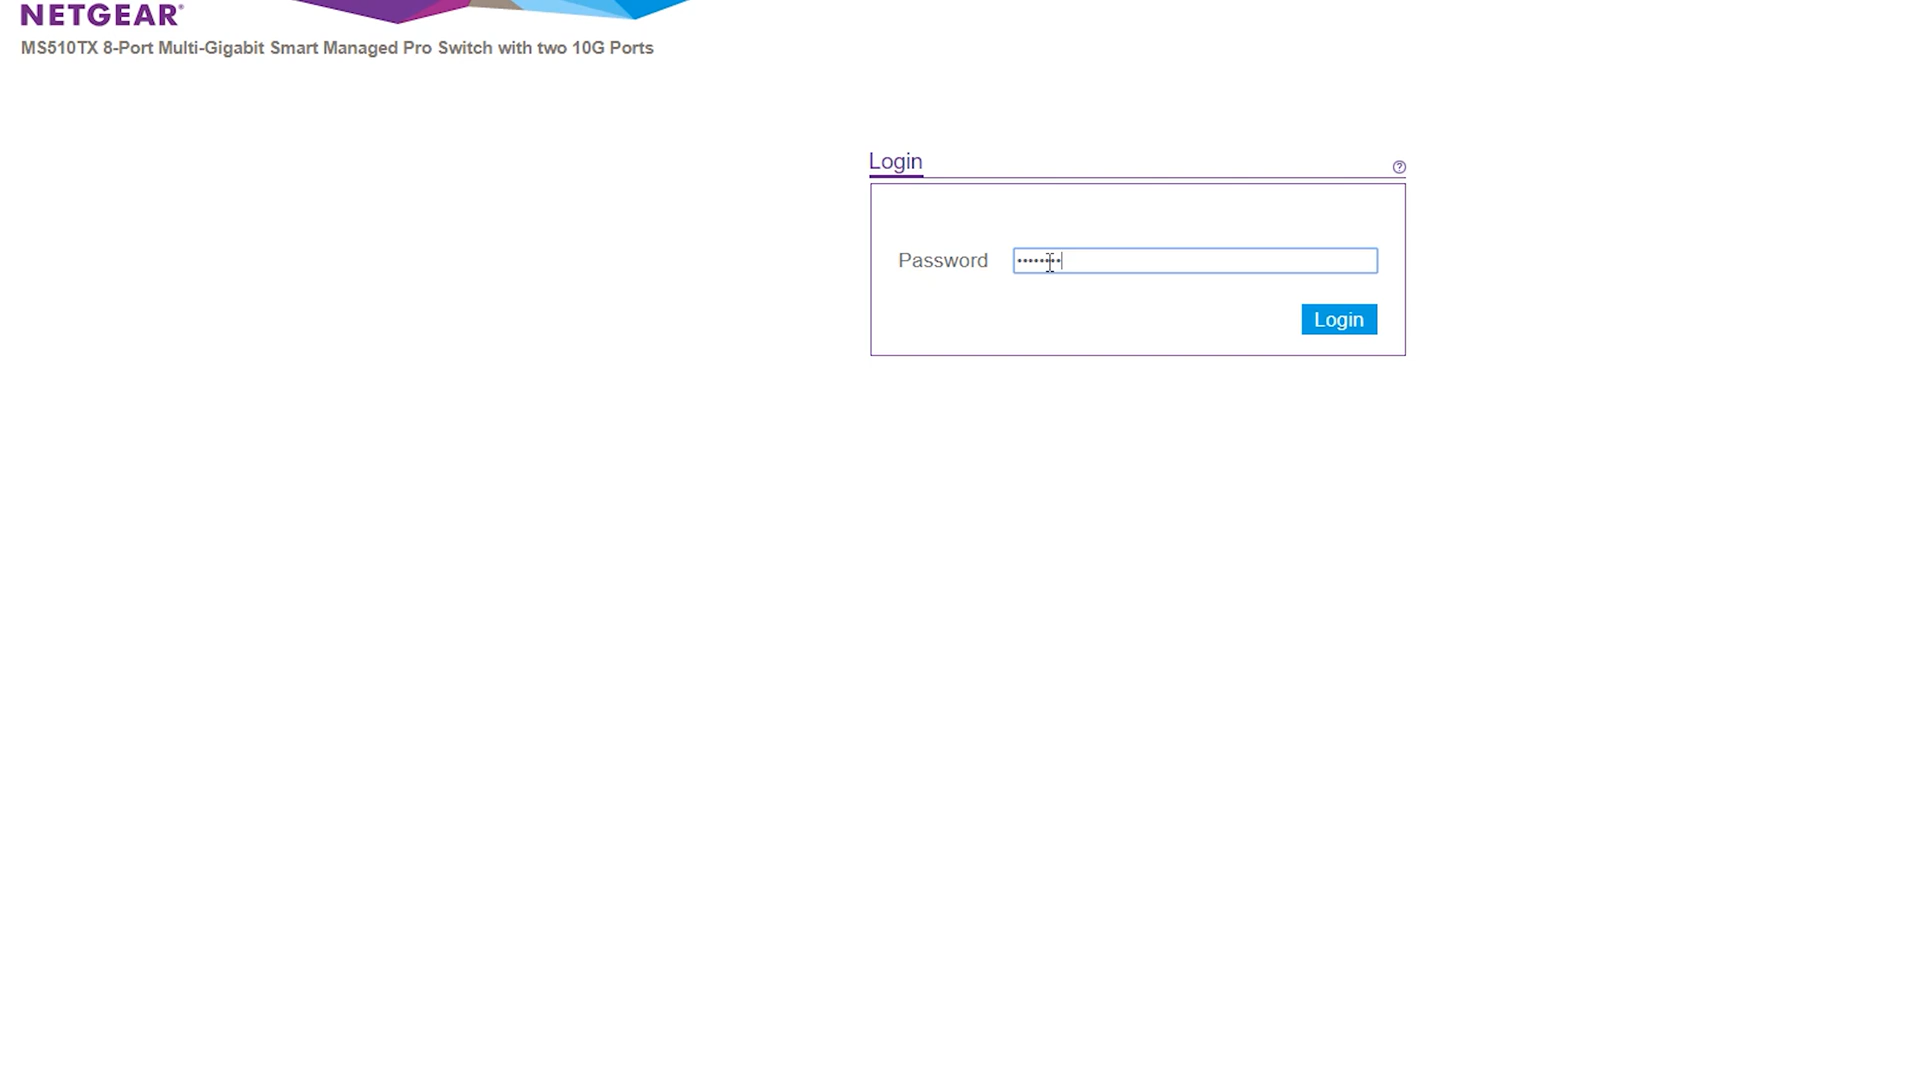 NETGEAR®
MS510TX 8-Port Multi-Gigabit Smart Managed Pro Switch with two 10G Ports
Login
Password ••••••••
Login